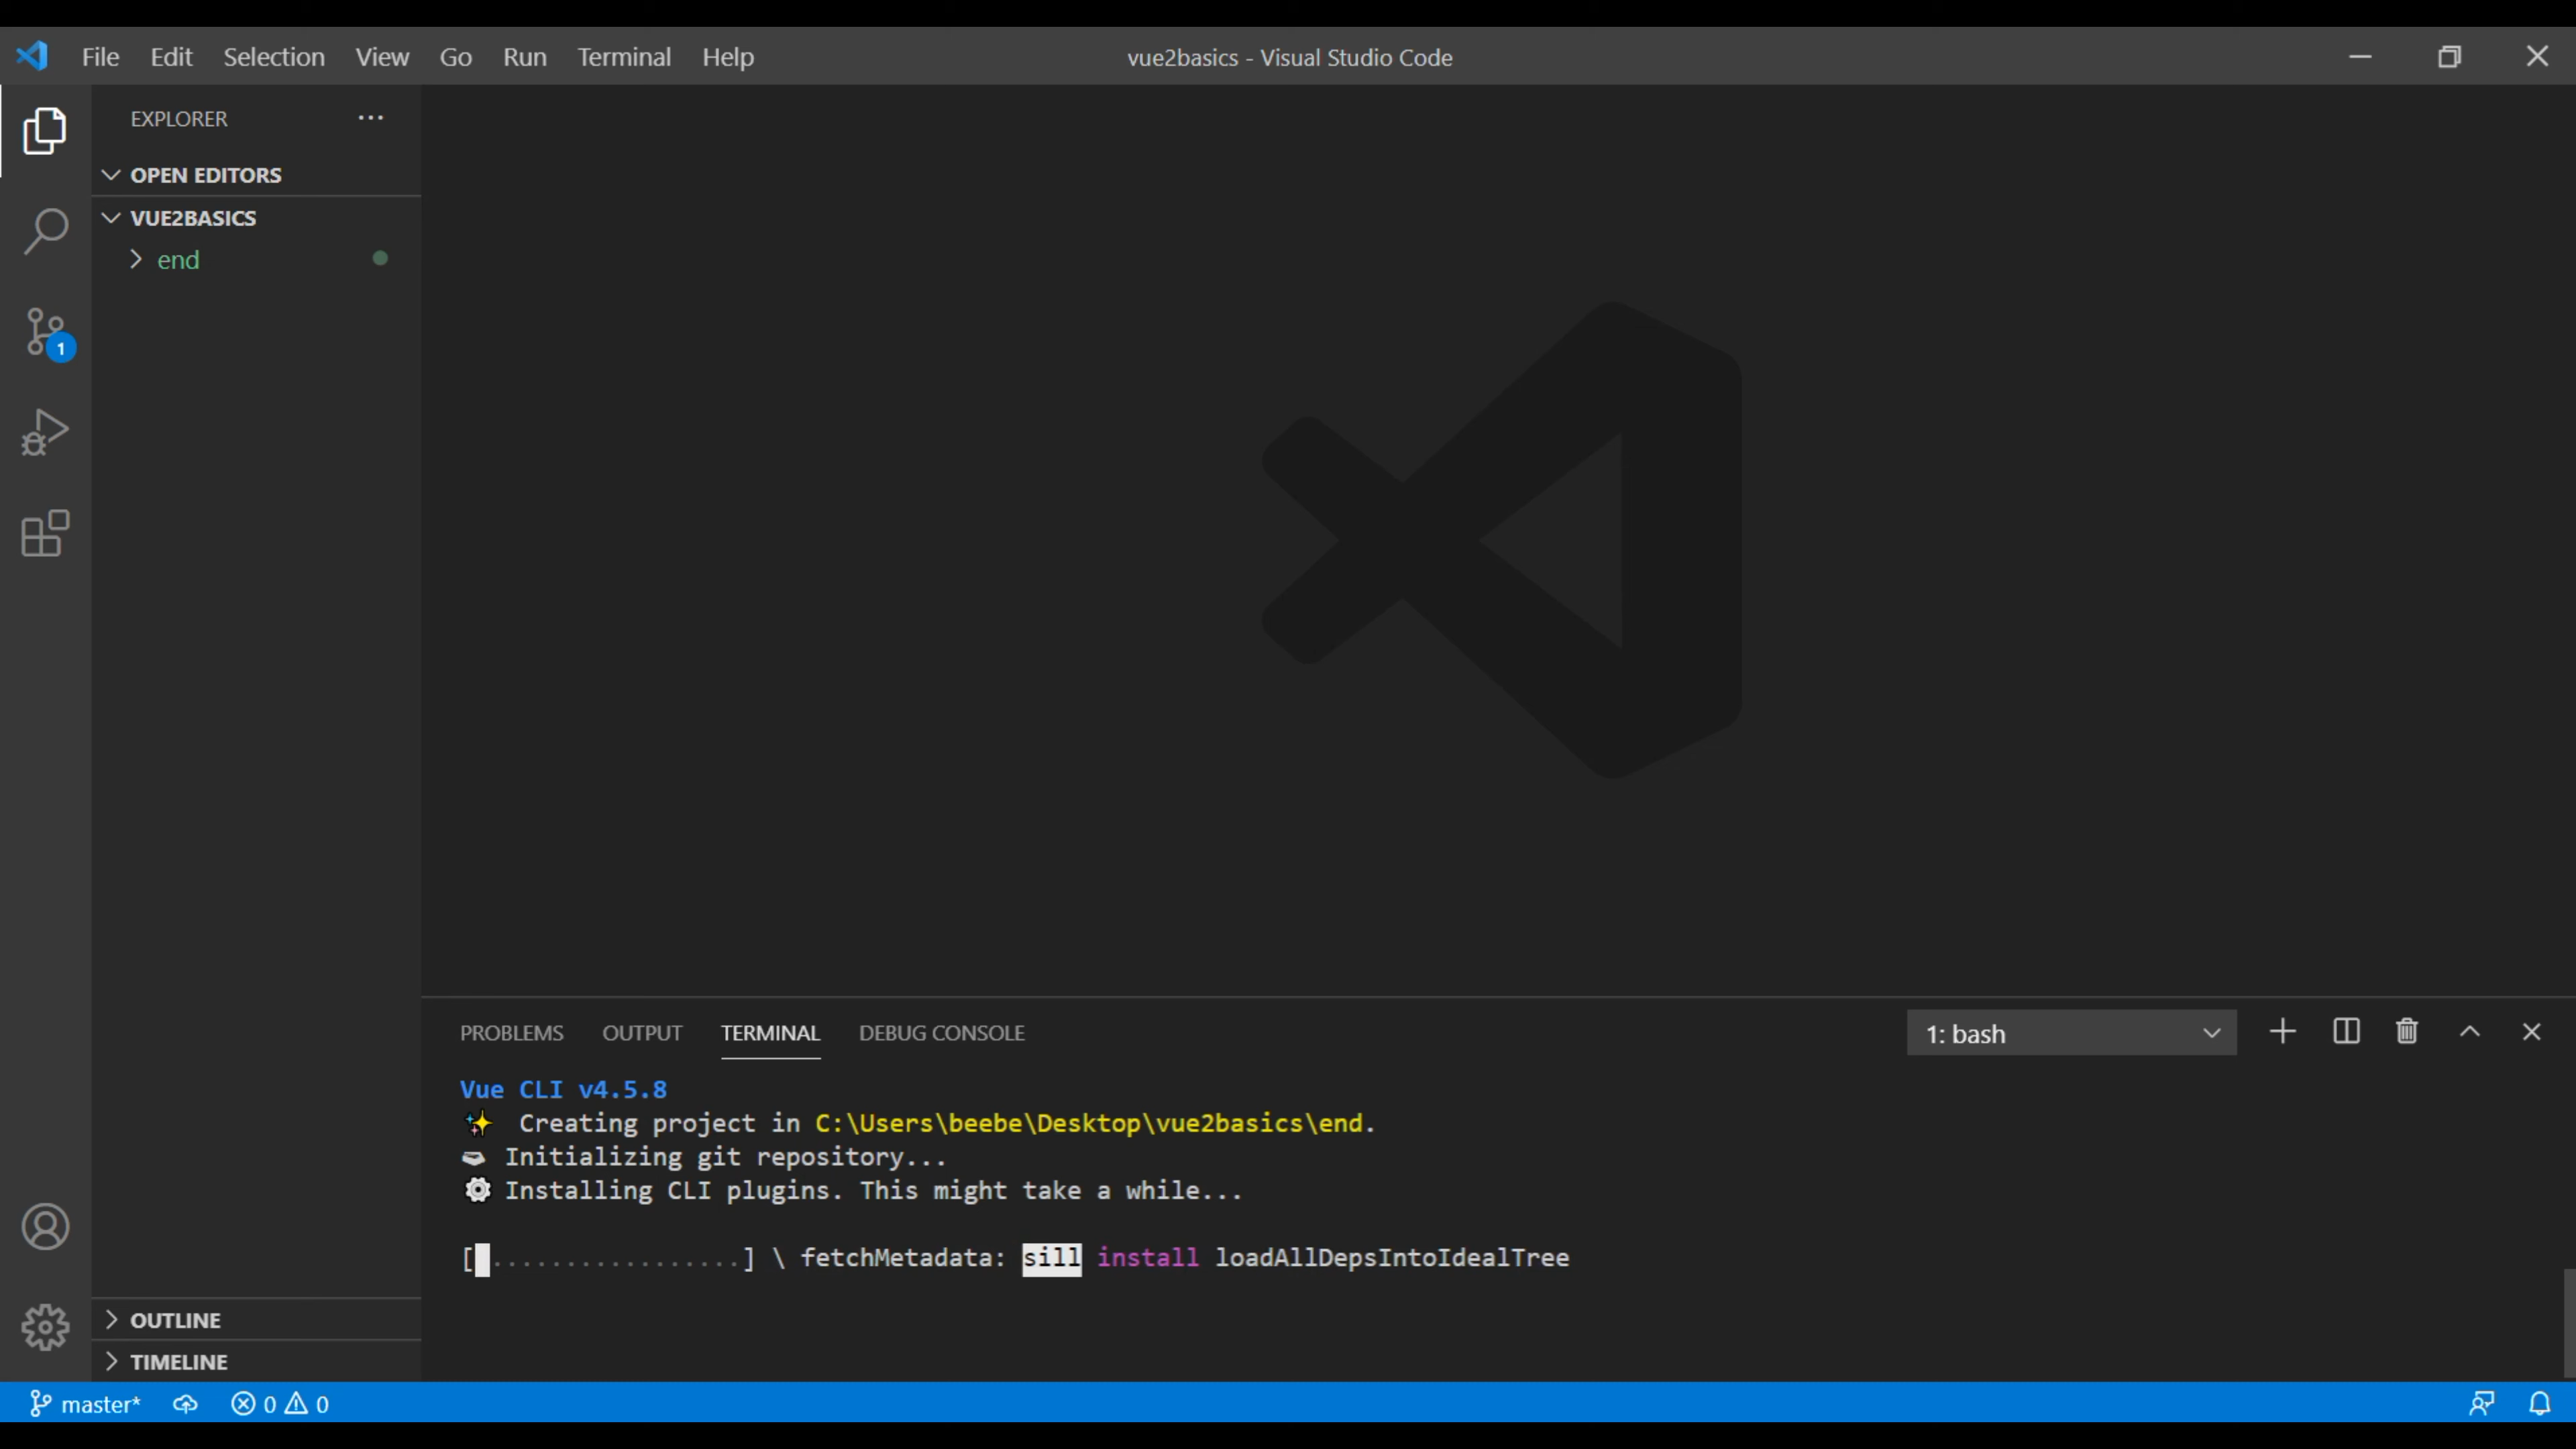 File Edit Selection View Go Run Terminal Help
vue2basics - Visual Studio Code
EXPLORER
OPEN EDITORS
VUE2BASICS
end
1
OUTLINE
TIMELINE
PROBLEMS OUTPUT TERMINAL DEBUG CONSOLE
1: bash
Vue CLI v4.5.8
✨ Creating project in C:\Users\beebe\Desktop\vue2basics\end.
Initializing git repository...
Installing CLI plugins. This might take a while...
[ .................] \ fetchMetadata: sill install loadAllDepsIntoIdealTree
master* 0 0